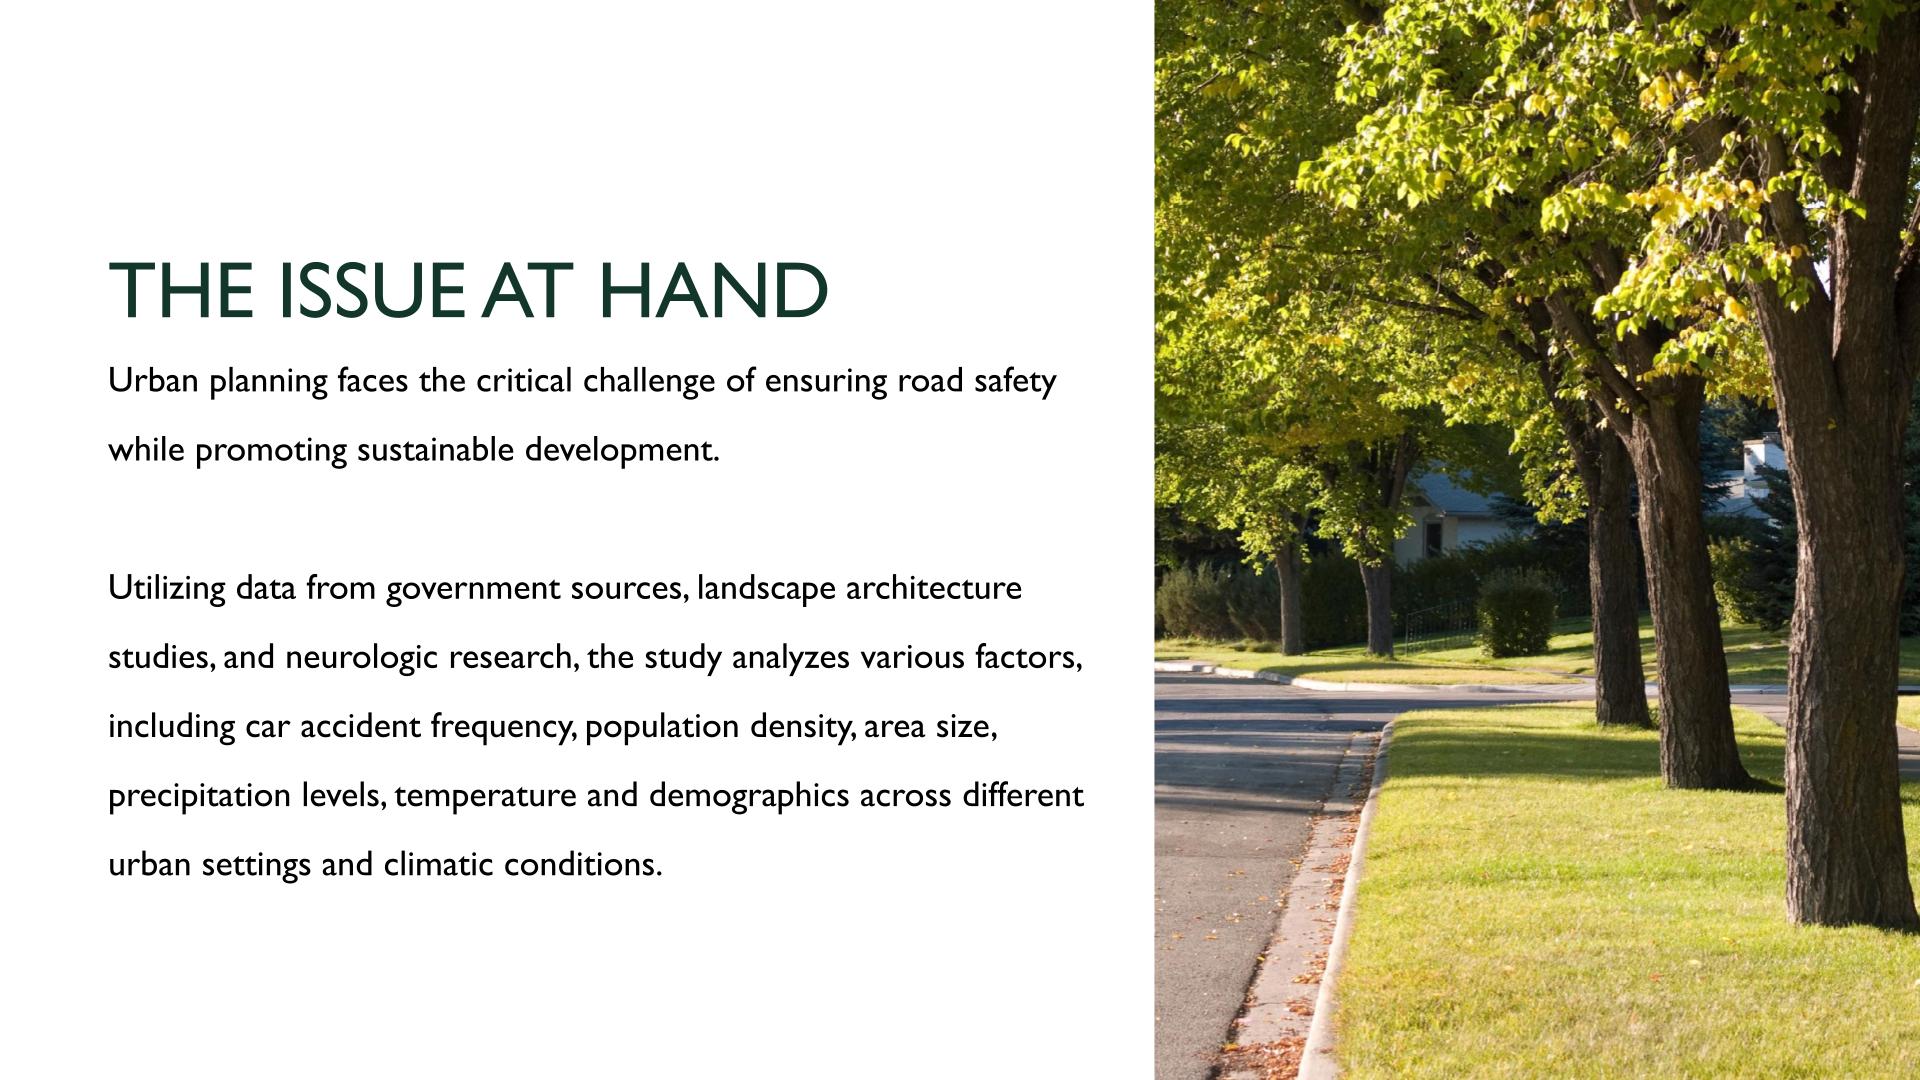 THE ISSUE AT HAND
Urban planning faces the critical challenge of ensuring road safety
while promoting sustainable development.
Utilizing data from government sources, landscape architecture
studies, and neurologic research, the study analyzes various factors,
including car accident frequency, population density, area size,
precipitation levels, temperature and demographics across different
urban settings and climatic conditions.